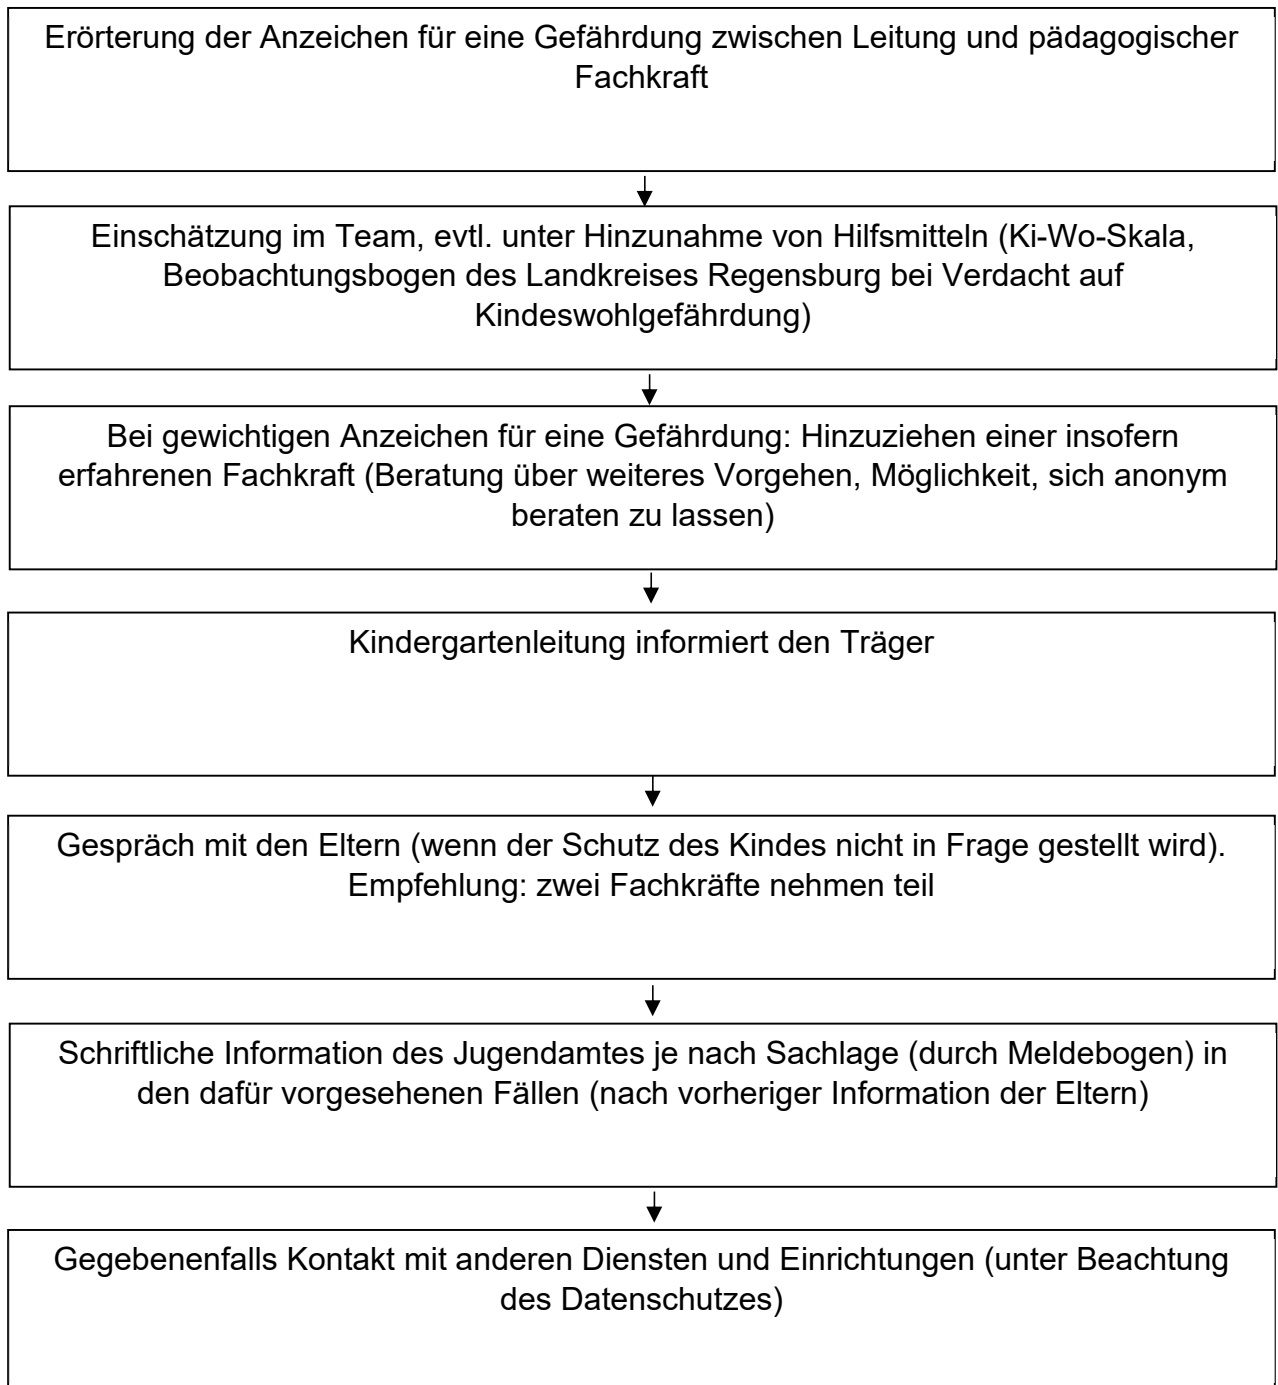 Erörterung der Anzeichen für eine Gefährdung zwischen Leitung und pädagogischer
Fachkraft
Einschätzung im Team, evtl. unter Hinzunahme von Hilfsmitteln (Ki-Wo-Skala,
Beobachtungsbogen des Landkreises Regensburg bei Verdacht auf
Kindeswohlgefährdung)
Bei gewichtigen Anzeichen für eine Gefährdung: Hinzuziehen einer insofern
erfahrenen Fachkraft (Beratung über weiteres Vorgehen, Möglichkeit, sich anonym
beraten zu lassen)
Kindergartenleitung informiert den Träger
Gespräch mit den Eltern (wenn der Schutz des Kindes nicht in Frage gestellt wird).
Empfehlung: zwei Fachkräfte nehmen teil
Schriftliche Information des Jugendamtes je nach Sachlage (durch Meldebogen) in
den dafür vorgesehenen Fällen (nach vorheriger Information der Eltern)
Gegebenenfalls Kontakt mit anderen Diensten und Einrichtungen (unter Beachtung
des Datenschutzes)